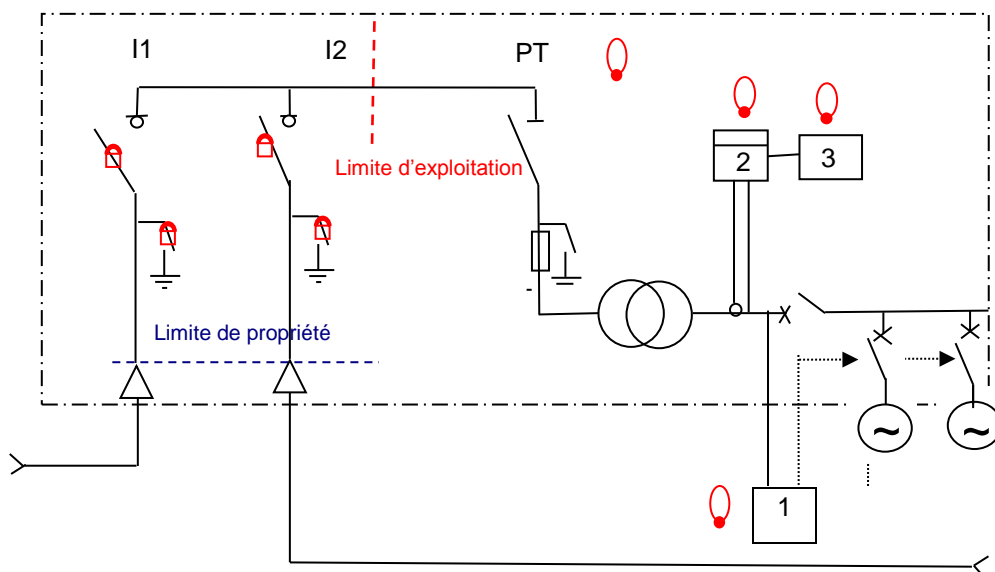 I1
I2
PT
Limite d’exploitation
2
3
Limite de propriété
~
~
1